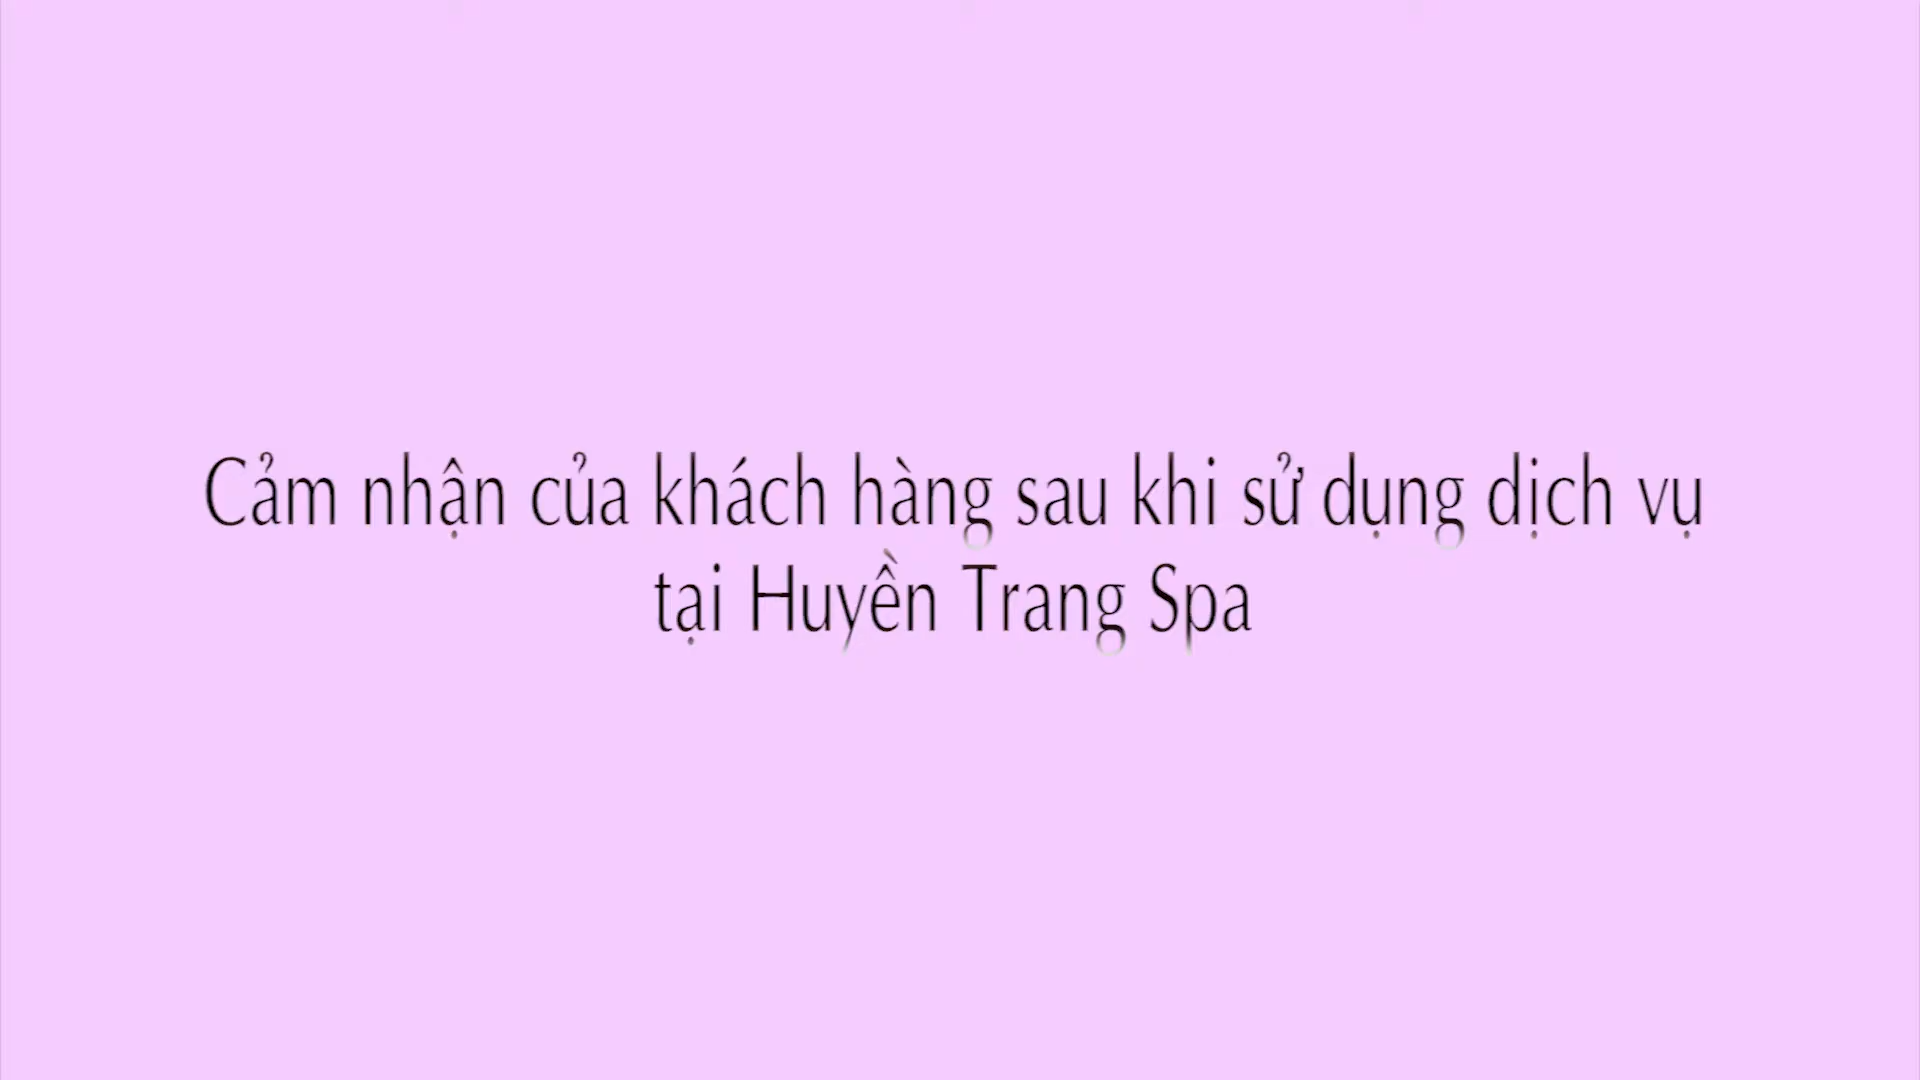 Cảm nhận của khách hàng sau khi sử dụng dịch vụ
tại Huyền Trang Spa